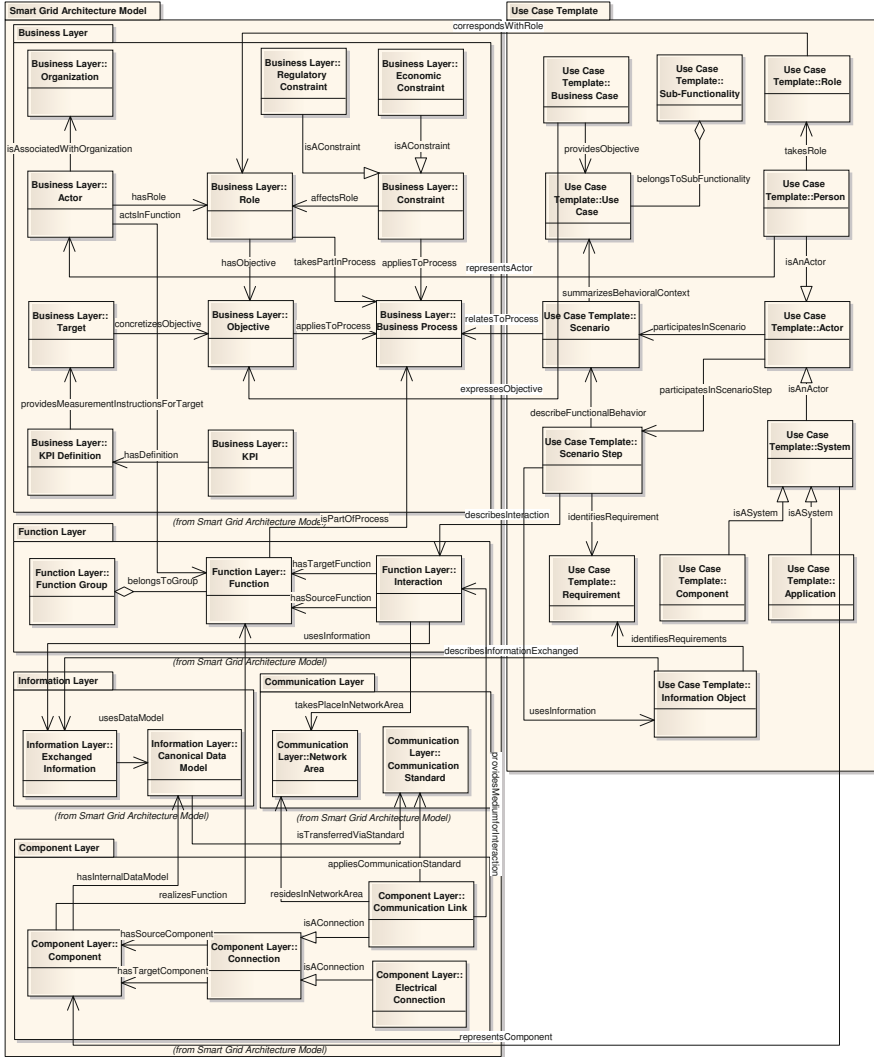 Smart Grid Architecture Model
Use Case Template
Business Layer
correspondsWithRole
Business Layer::
Organization
Business Layer::
Regulatory
Constraint
Business Layer::
Economic
Constraint
Use Case
Template::
Business Case
Use Case
Template::
Sub-Functionality
Use Case
Template::Role
isAssociatedWithOrganization
isAConstraint
isAConstraint
providesObjective
belongsToSubFunctionality
takesRole
Business Layer::
Actor
hasRole
actsInFunction
Business Layer::
Role
affectsRole
Business Layer::
Constraint
Use Case
Template::Use
Case
Use Case
Template::Person
hasObjective
takesPartInProcess
appliesToProcess
representsActor
isAnActor
summarizesBehavioralContext
Business Layer::
Target
concretizesObjective
Business Layer::
Objective
appliesToProcess
Business Layer::
Business Process
relatesToProcess
Use Case Template::
Scenario
participatesInScenario
Use Case
Template::Actor
expressesObjective
participatesInScenarioStep
isAnActor
providesMeasurementInstructionsForTarget
describeFunctionalBehavior
Business Layer::
KPI Definition
hasDefinition
Business Layer::
KPI
Use Case Template::
Scenario Step
Use Case
Template::System
(from Smart Grid Architecture Model)
isPartOfProcess
describesInteraction
identifiesRequirement
isASystem
isASystem
Function Layer
Function Layer::
Function Group
belongsToGroup
Function Layer::
Function
hasTargetFunction
hasSourceFunction
Function Layer::
Interaction
Use Case
Template::
Requirement
Use Case
Template::
Component
Use Case
Template::
Application
usesInformation
identifiesRequirements
(from Smart Grid Architecture Model)
describesInformationExchanged
Information Layer
Communication Layer
Use Case Template::
Information Object
usesInformation
takesPlaceInNetworkArea
usesDataModel
Information Layer::
Exchanged
Information
Information Layer::
Canonical Data
Model
Communication
Layer::Network
Area
Communication
Layer::
Communication
Standard
providesMediumforInteraction
(from Smart Grid Architecture Model)
(from Smart Grid Architecture Model)
isTransferredViaStandard
Component Layer
appliesCommunicationStandard
hasInternalDataModel
realizesFunction
residesInNetworkArea
Component Layer::
Communication Link
isAConnection
Component Layer::
Component
hasSourceComponent
hasTargetComponent
Component Layer::
Connection
isAConnection
Component Layer::
Electrical
Connection
representsComponent
(from Smart Grid Architecture Model)